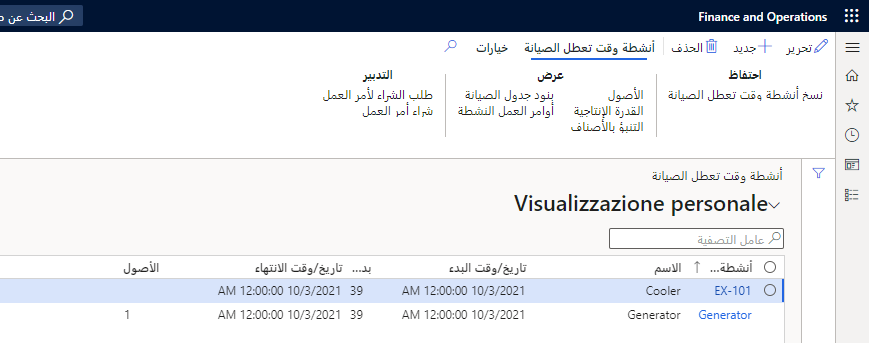 Finance and Operations
البحث عن ص
تحرير
جديد
الحذف
أنشطة وقت تعطل الصيانة
خيارات
احتفاظ
نسخ أنشطة وقت تعطل الصيانة
عرض
الأصول
القدرة الإنتاجية
التنبؤ بالأصناف
بنود جدول الصيانة
أوامر العمل النشطة
التدبير
طلب الشراء لأمر العمل
شراء أمر العمل
أنشطة وقت تعطل الصيانة
Visualizzazione personale
عامل التصفية
أنشطة... الاسم تاريخ/وقت البدء بد... تاريخ/وقت الانتهاء الأصول
EX-101 Cooler 10/3/2021 12:00:00 AM 39 10/3/2021 12:00:00 AM
Generator Generator 10/3/2021 12:00:00 AM 39 10/3/2021 12:00:00 AM 1